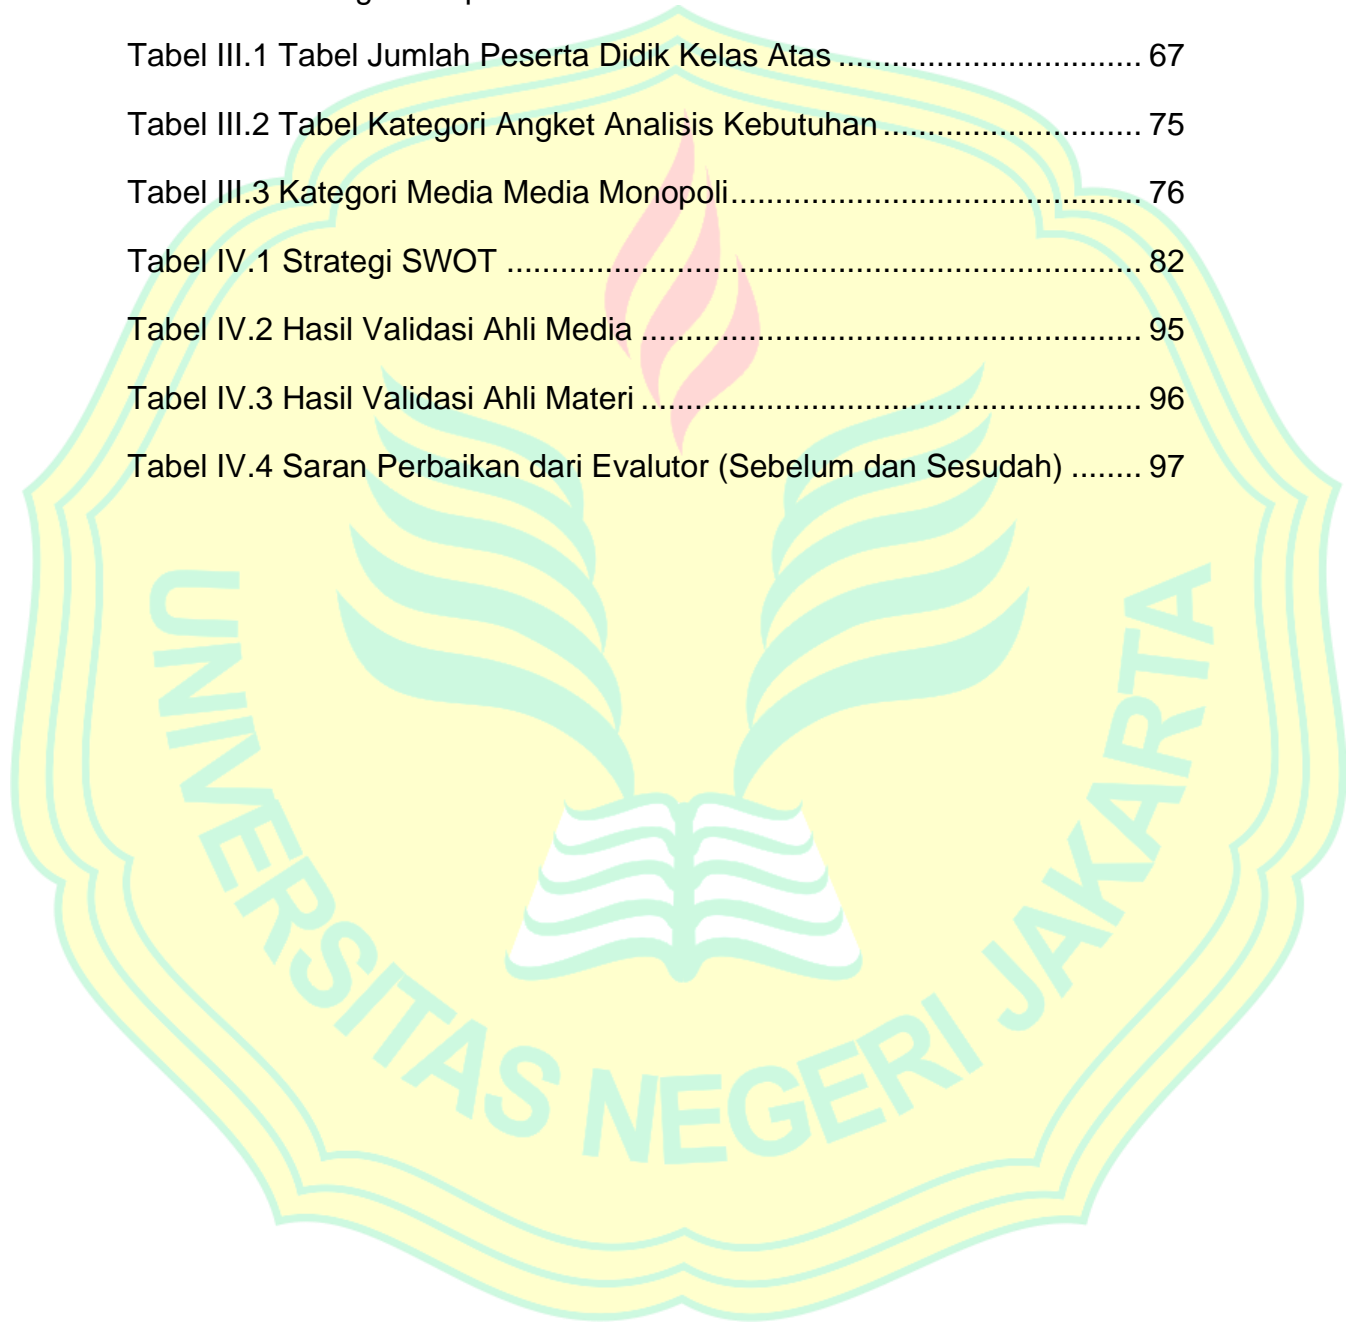 Tabel III.1 Tabel Jumlah Peserta Didik Kelas Atas .................................. 67
Tabel III.2 Tabel Kategori Angket Analisis Kebutuhan ............................. 75
Tabel III.3 Kategori Media Media Monopoli.............................................. 76
Tabel IV.1 Strategi SWOT ....................................................................... 82
Tabel IV.2 Hasil Validasi Ahli Media ........................................................ 95
Tabel IV.3 Hasil Validasi Ahli Materi ........................................................ 96
Tabel IV.4 Saran Perbaikan dari Evalutor (Sebelum dan Sesudah) ........ 97
UNIVERSITAS NEGERI JAKARTA